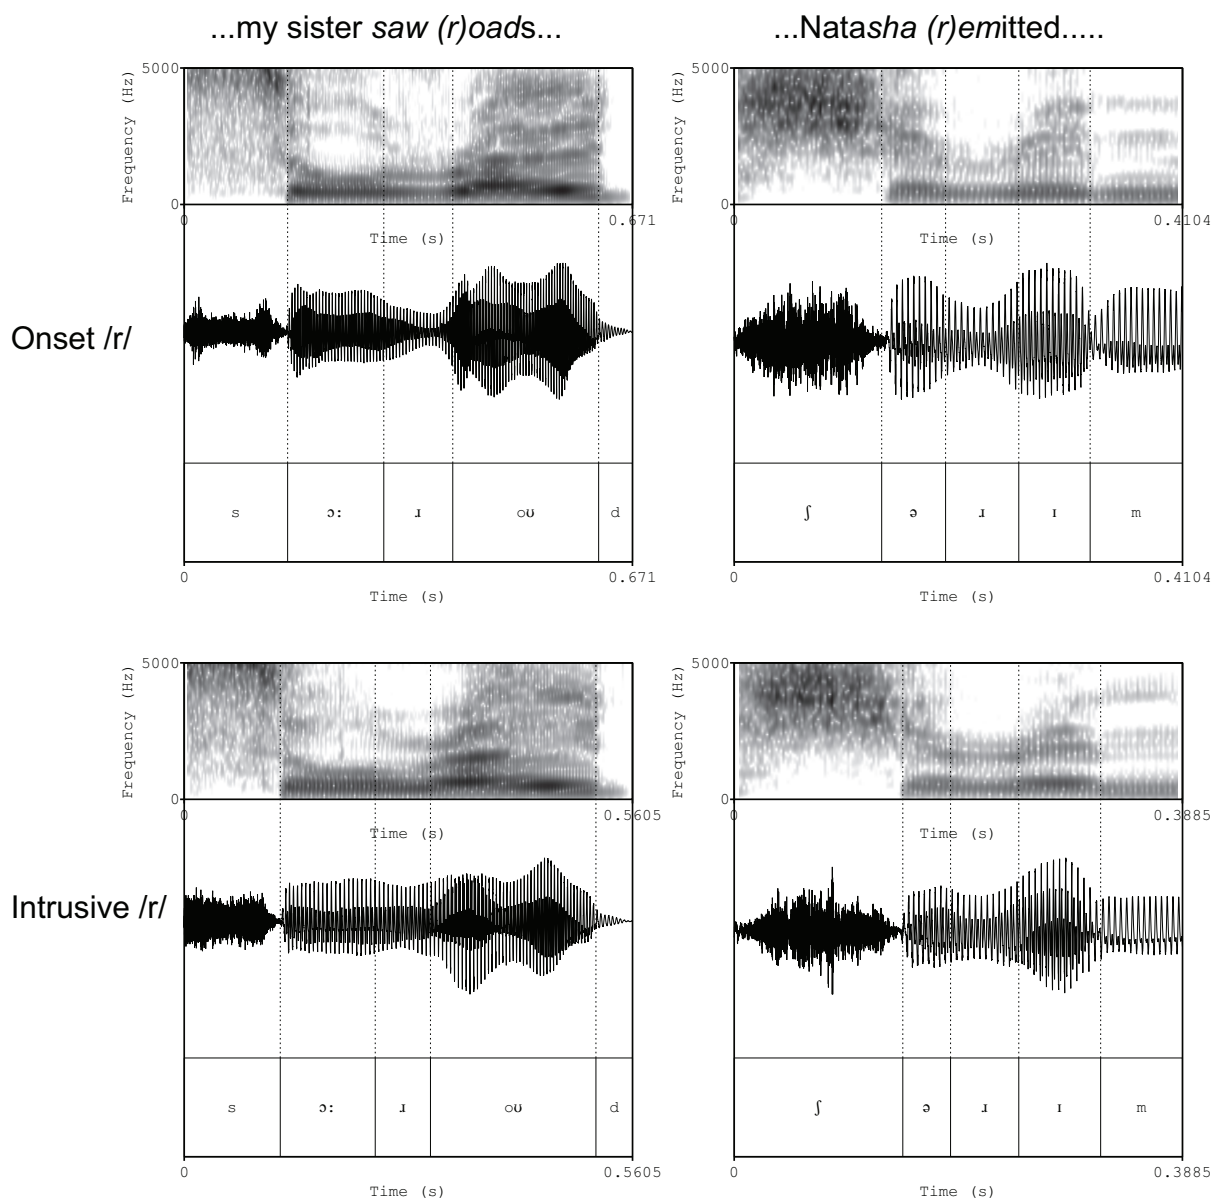 ...my sister saw (r)oads...
...Natasha (r)emitted.....
5000
Frequency (Hz)
0
0
0.671
Time (s)
5000
Frequency (Hz)
0
0
0.4104
Time (s)
Onset /r/
s
ɔː
ɹ
oʊ
d
0
0.671
Time (s)
ʃ
ə
ɹ
ɪ
m
0
0.4104
Time (s)
5000
Frequency (Hz)
0
0
0.5605
Time (s)
5000
Frequency (Hz)
0
0
0.3885
Time (s)
Intrusive /r/
s
ɔː
ɹ
oʊ
d
0
0.5605
Time (s)
ʃ
ə
ɹ
ɪ
m
0
0.3885
Time (s)